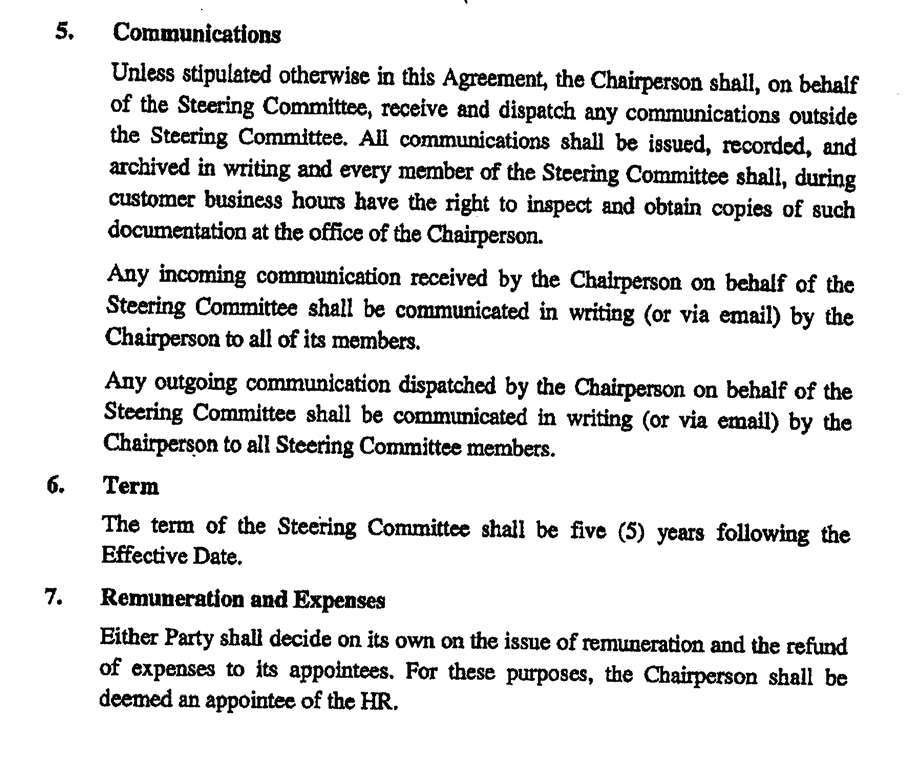 5. Communications
Unless stipulated otherwise in this Agreement, the Chairperson shall, on behalf
of the Steering Committee, receive and dispatch any communications outside
the Steering Committee. All communications shall be issued, recorded, and
archived in writing and every member of the Steering Committee shall, during
customer business hours have the right to inspect and obtain copies of such
documentation at the office of the Chairperson.
Any incoming communication received by the Chairperson on behalf of the
Steering Committee shall be communicated in writing (or via email) by the
Chairperson to all of its members.
Any outgoing communication dispatched by the Chairperson on behalf of the
Steering Committee shall be communicated in writing (or via email) by the
Chairperson to all Steering Committee members.
6. Term
The term of the Steering Committee shall be five (5) years following the
Effective Date.
7. Remuneration and Expenses
Either Party shall decide on its own on the issue of remuneration and the refund
of expenses to its appointees. For these purposes, the Chairperson shall be
deemed an appointee of the HR.